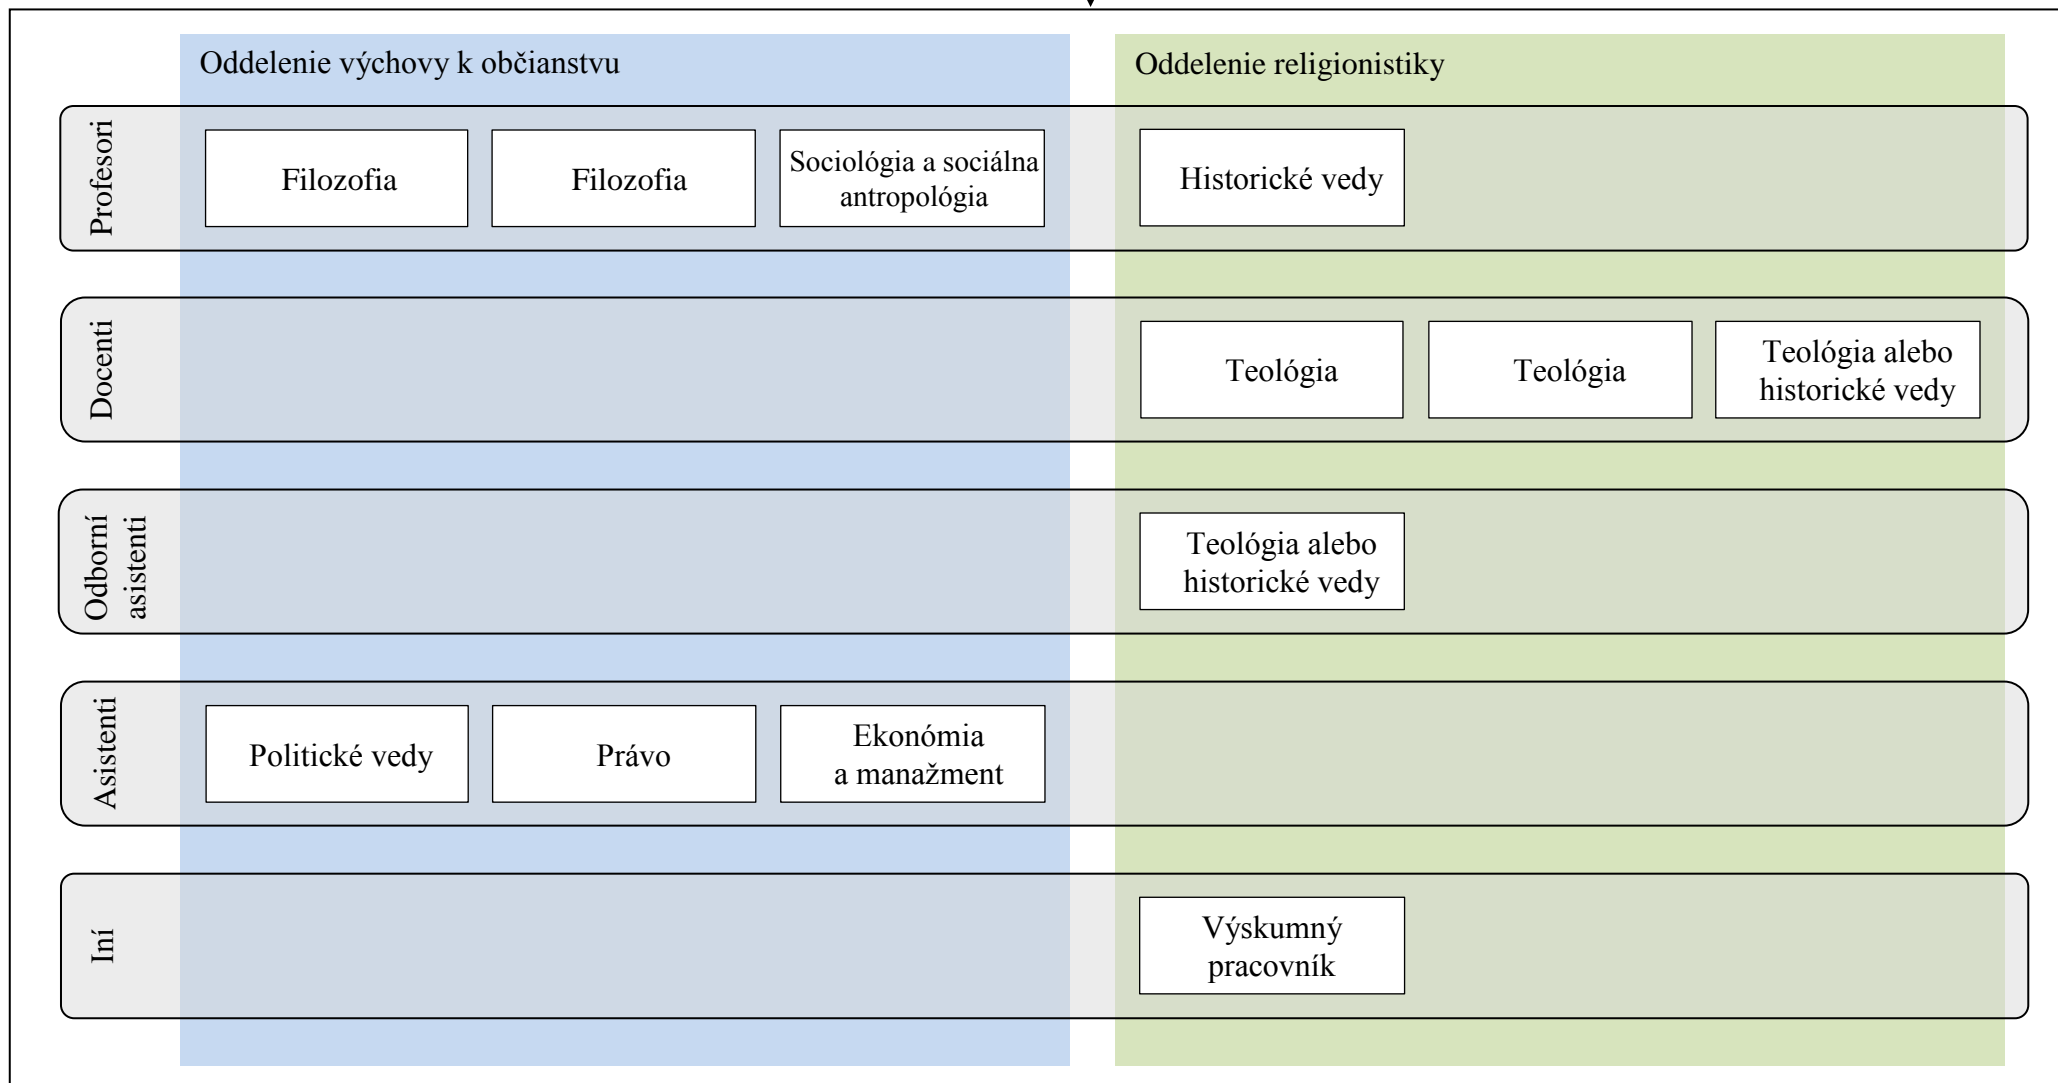 Oddelenie výchovy k občianstvu
Oddelenie religionistiky
Profesori
Filozofia
Filozofia
Sociológia a sociálna
antropológia
Historické vedy
Docenti
Teológia
Teológia
Teológia alebo
historické vedy
Odborní
asistenti
Teológia alebo
historické vedy
Asistenti
Politické vedy
Právo
Ekonómia
a manažment
Iní
Výskumný
pracovník